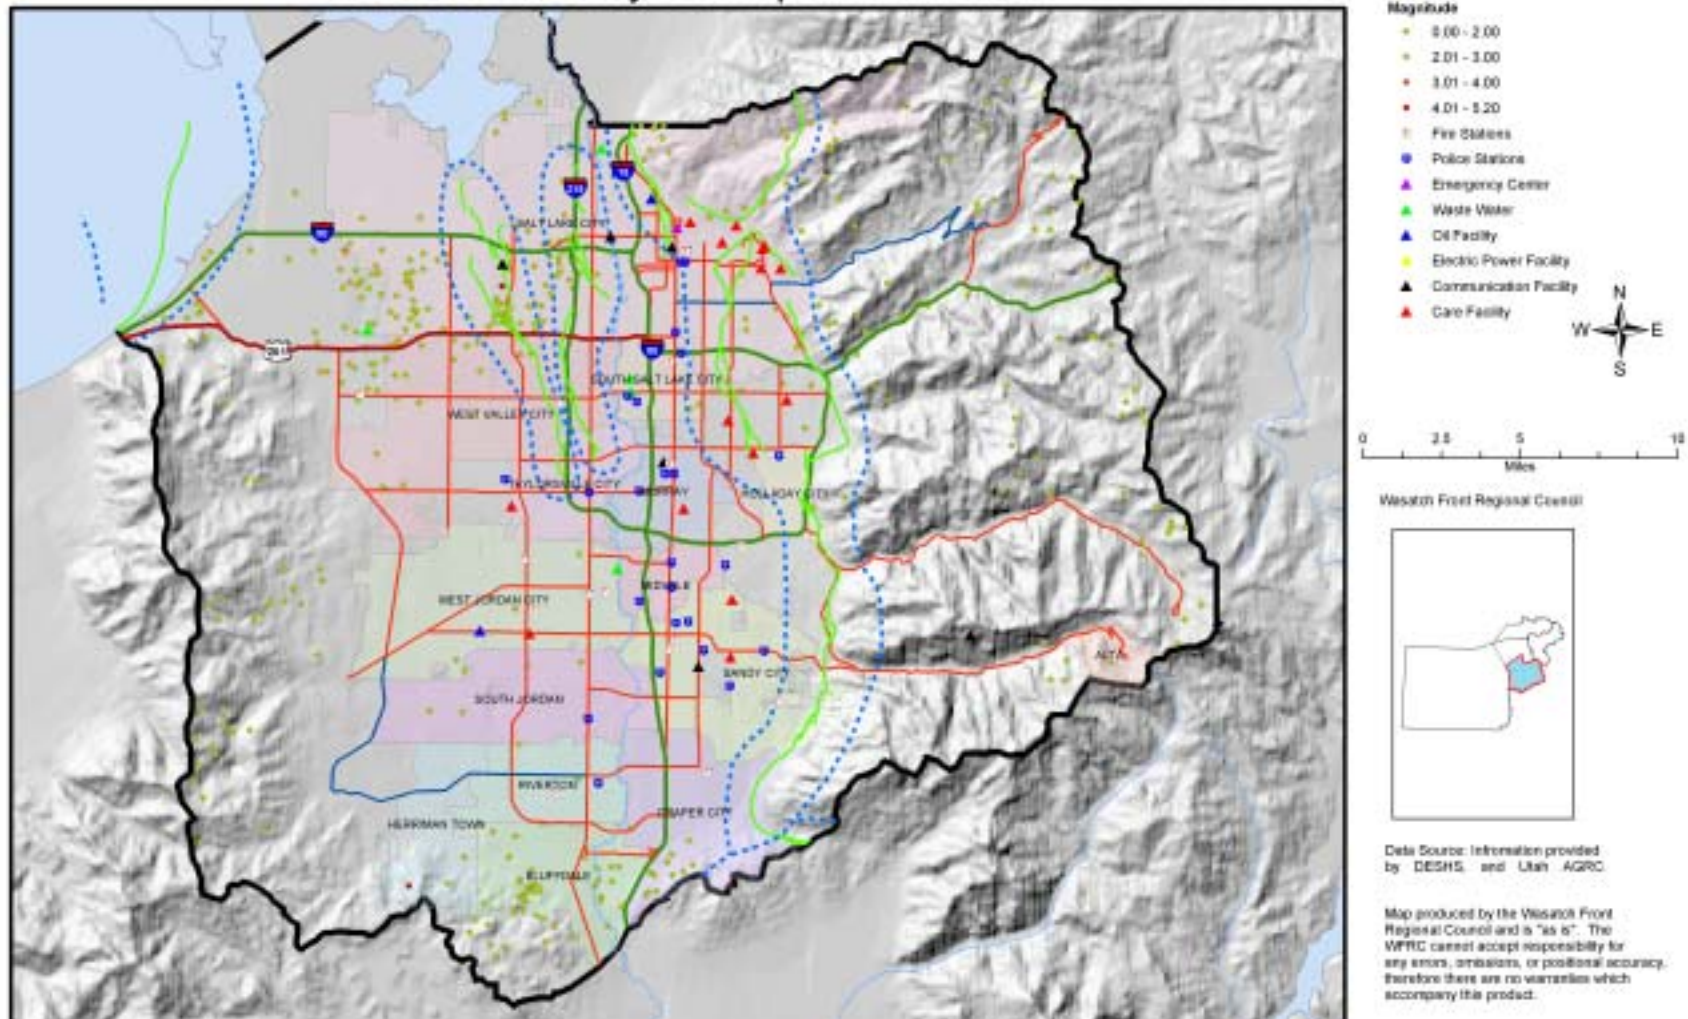 Magnitude
0.00 - 2.00
2.01 - 3.00
3.01 - 4.00
4.01 - 5.20
Fire Stations
Police Stations
Emergency Center
Waste Water
Oil Facility
Electric Power Facility
Communication Facility
Care Facility
N
W E
S
0 2.5 5 10
Miles
Wasatch Front Regional Council
Data Source: Infromation provided
by DESHS, and Utah AGRC
Map produced by the Wasatch Front
Regional Council and is "as is". The
WFRC cannot accept responsibility for
any errors, omissions, or positional accuracy,
therefore there are no warranties which
accompany this product.
SALT LAKE CITY
SOUTH SALT LAKE CITY
WEST VALLEY CITY
TAYLORSVILLE CITY
MURRAY
HOLLADAY CITY
MIDVALE
WEST JORDAN CITY
SANDY CITY
ALTA
SOUTH JORDAN
RIVERTON
DRAPER CITY
HERRIMAN TOWN
BLUFFDALE